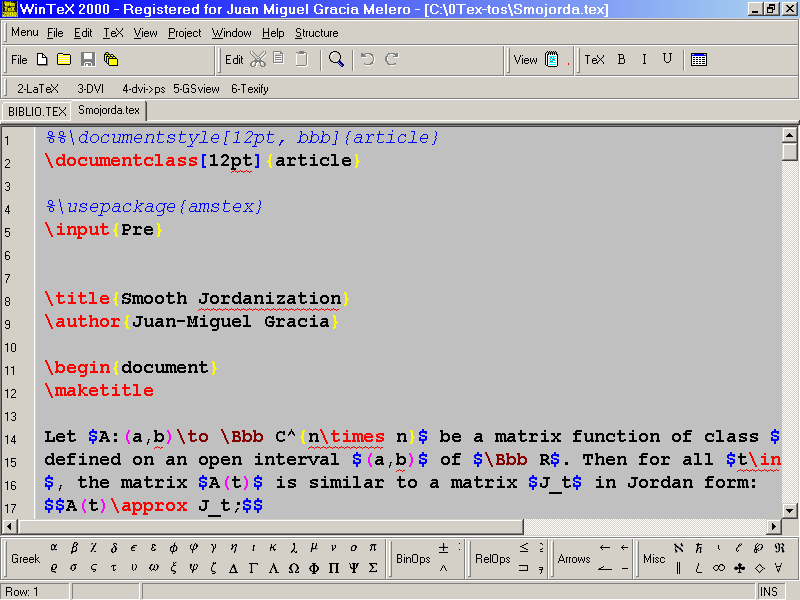 WinTeX 2000 - Registered for Juan Miguel Gracia Melero - [C:\0Tex-tos\Smojorda.tex]
Menu File Edit TeX View Project Window Help Structure
File Edit View TeX B I U
2-LaTeX 3-DVI 4-dvi->ps 5-GSview 6-Texify
BIBLIO.TEX Smojorda.tex
1 %%\documentstyle[12pt, bbb]{article}
2 \documentclass[12pt]{article}
3
4 %\usepackage{amstex}
5 \input{Pre}
6
7
8 \title{Smooth Jordanization}
9 \author{Juan-Miguel Gracia}
10
11 \begin{document}
12 \maketitle
13
14 Let $A:(a,b)\to \Bbb C^{n\times n}$ be a matrix function of class $
15 defined on an open interval $(a,b)$ of $\Bbb R$. Then for all $t\in
16 $, the matrix $A(t)$ is similar to a matrix $J_t$ in Jordan form:
17 $$A(t)\approx J_t;$$
α β χ δ ϵ ε ϕ φ γ η ι κ λ μ ν ο π ± ≤ ← ℵ ℏ ı ℓ ℘ ℜ
Greek BinOps RelOps Arrows Misc
ϱ σ ς τ υ ω ξ ψ ζ Δ Γ Λ Ω Φ Π Ψ Σ ∧ ⊐ ∥ ∠ ∞ ♣ ◇ ∀
Row: 1 INS